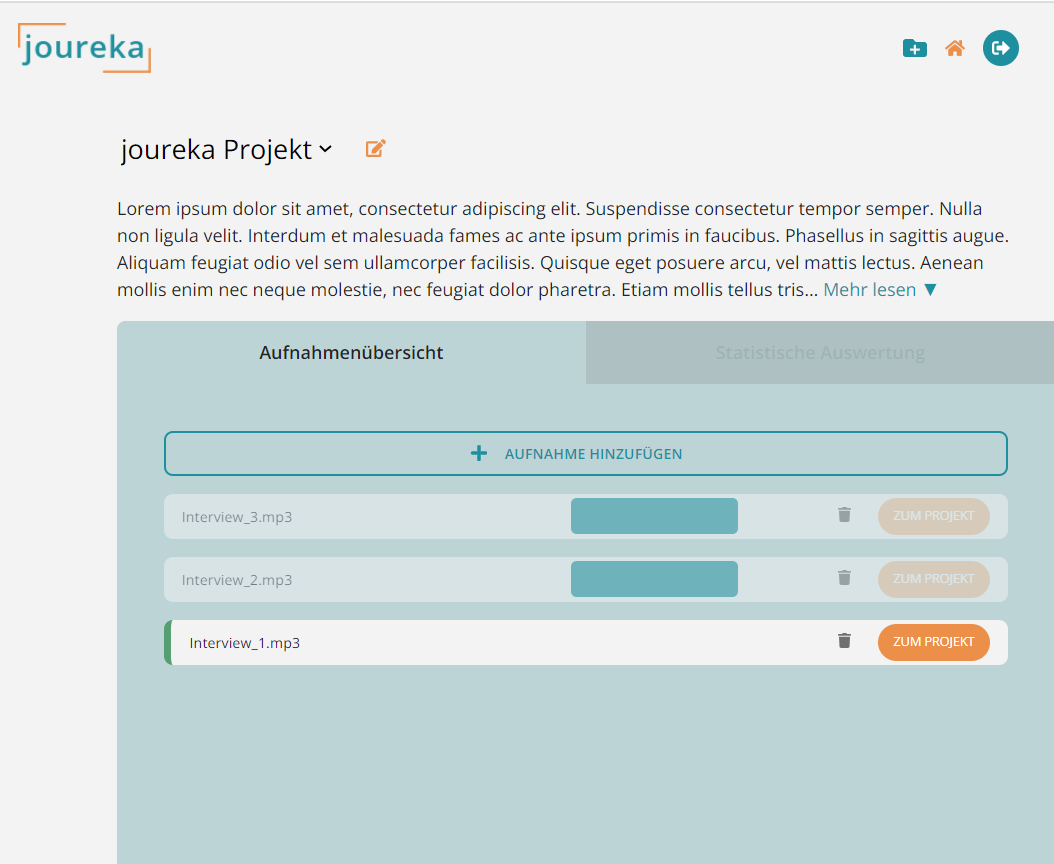 joureka
joureka Projekt
Lorem ipsum dolor sit amet, consectetur adipiscing elit. Suspendisse consectetur tempor semper. Nulla
non ligula velit. Interdum et malesuada fames ac ante ipsum primis in faucibus. Phasellus in sagittis augue.
Aliquam feugiat odio vel sem ullamcorper facilisis. Quisque eget posuere arcu, vel mattis lectus. Aenean
mollis enim nec neque molestie, nec feugiat dolor pharetra. Etiam mollis tellus tris... Mehr lesen ▼
Aufnahmenübersicht Statistische Auswertung
AUFNAHME HINZUFÜGEN
Interview_3.mp3 ZUM PROJEKT
Interview_2.mp3 ZUM PROJEKT
Interview_1.mp3 ZUM PROJEKT